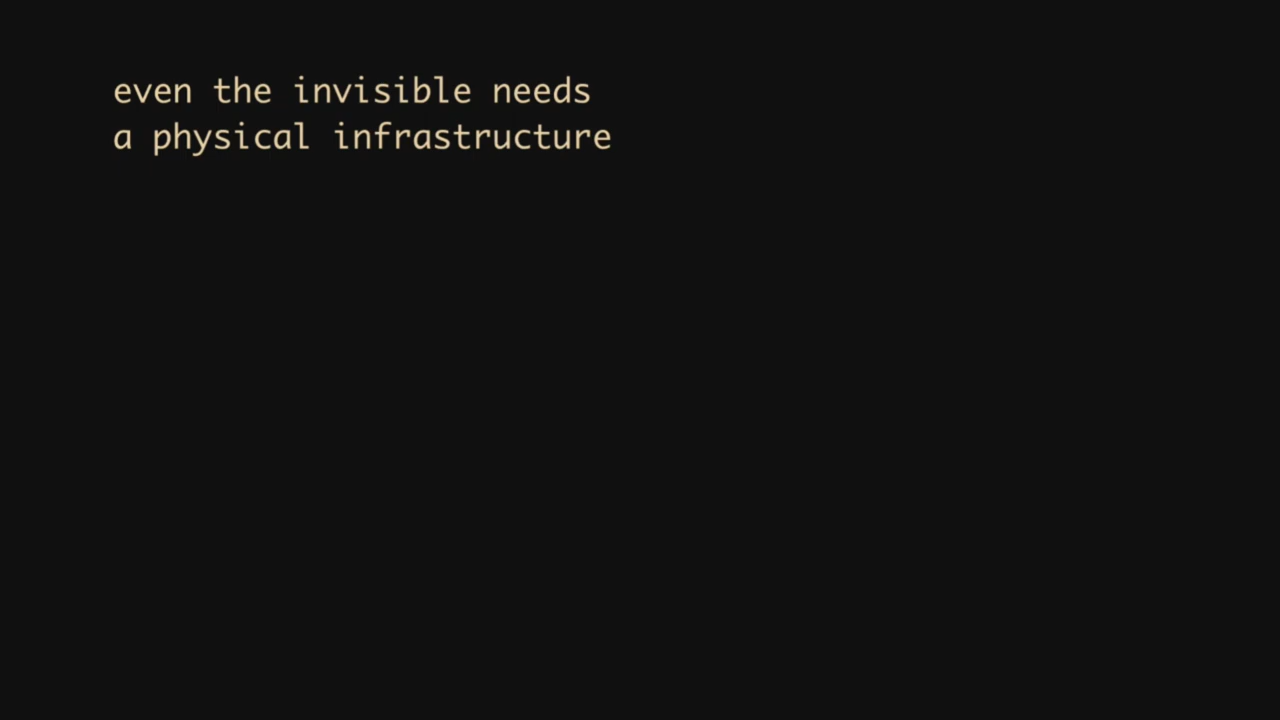 even the invisible needs
a physical infrastructure